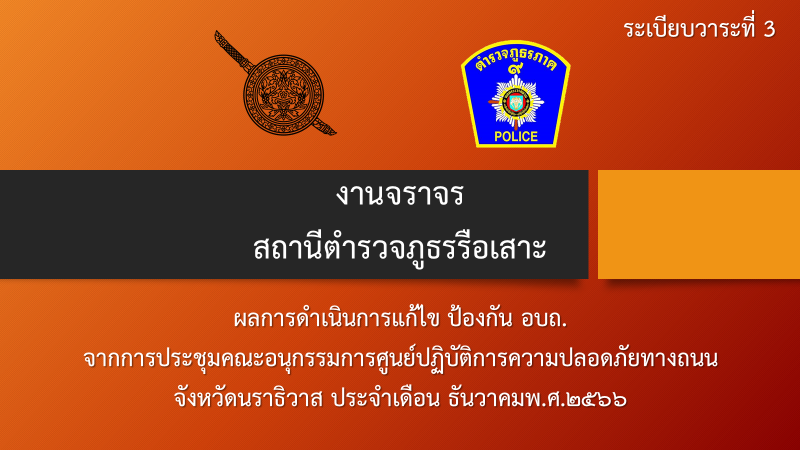 ระเบียบวาระที่ 3
ตำรวจภูธรภาค
๙
POLICE
งานจราจร
สถานีตำรวจภูธรรือเสาะ
ผลการดำเนินการแก้ไข ป้องกัน อบถ.
จากการประชุมคณะอนุกรรมการศูนย์ปฏิบัติการความปลอดภัยทางถนน
จังหวัดนราธิวาส ประจำเดือน ธันวาคมพ.ศ.๒๕๖๖